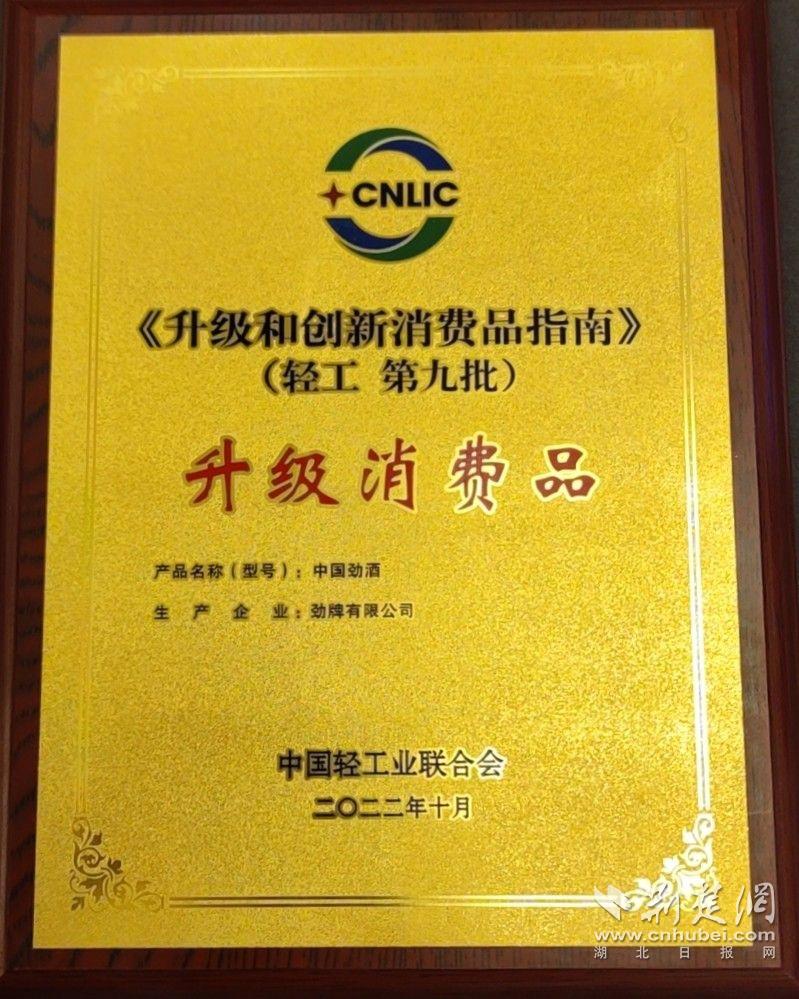 CNLIC
《升级和创新消费品指南》
（轻工 第九批）
升级消费品
产品名称（型号）：中国劲酒
生产企业：劲牌有限公司
中国轻工业联合会
二〇二二年十月
荆楚网
www.cnhubei.com
湖北日报网